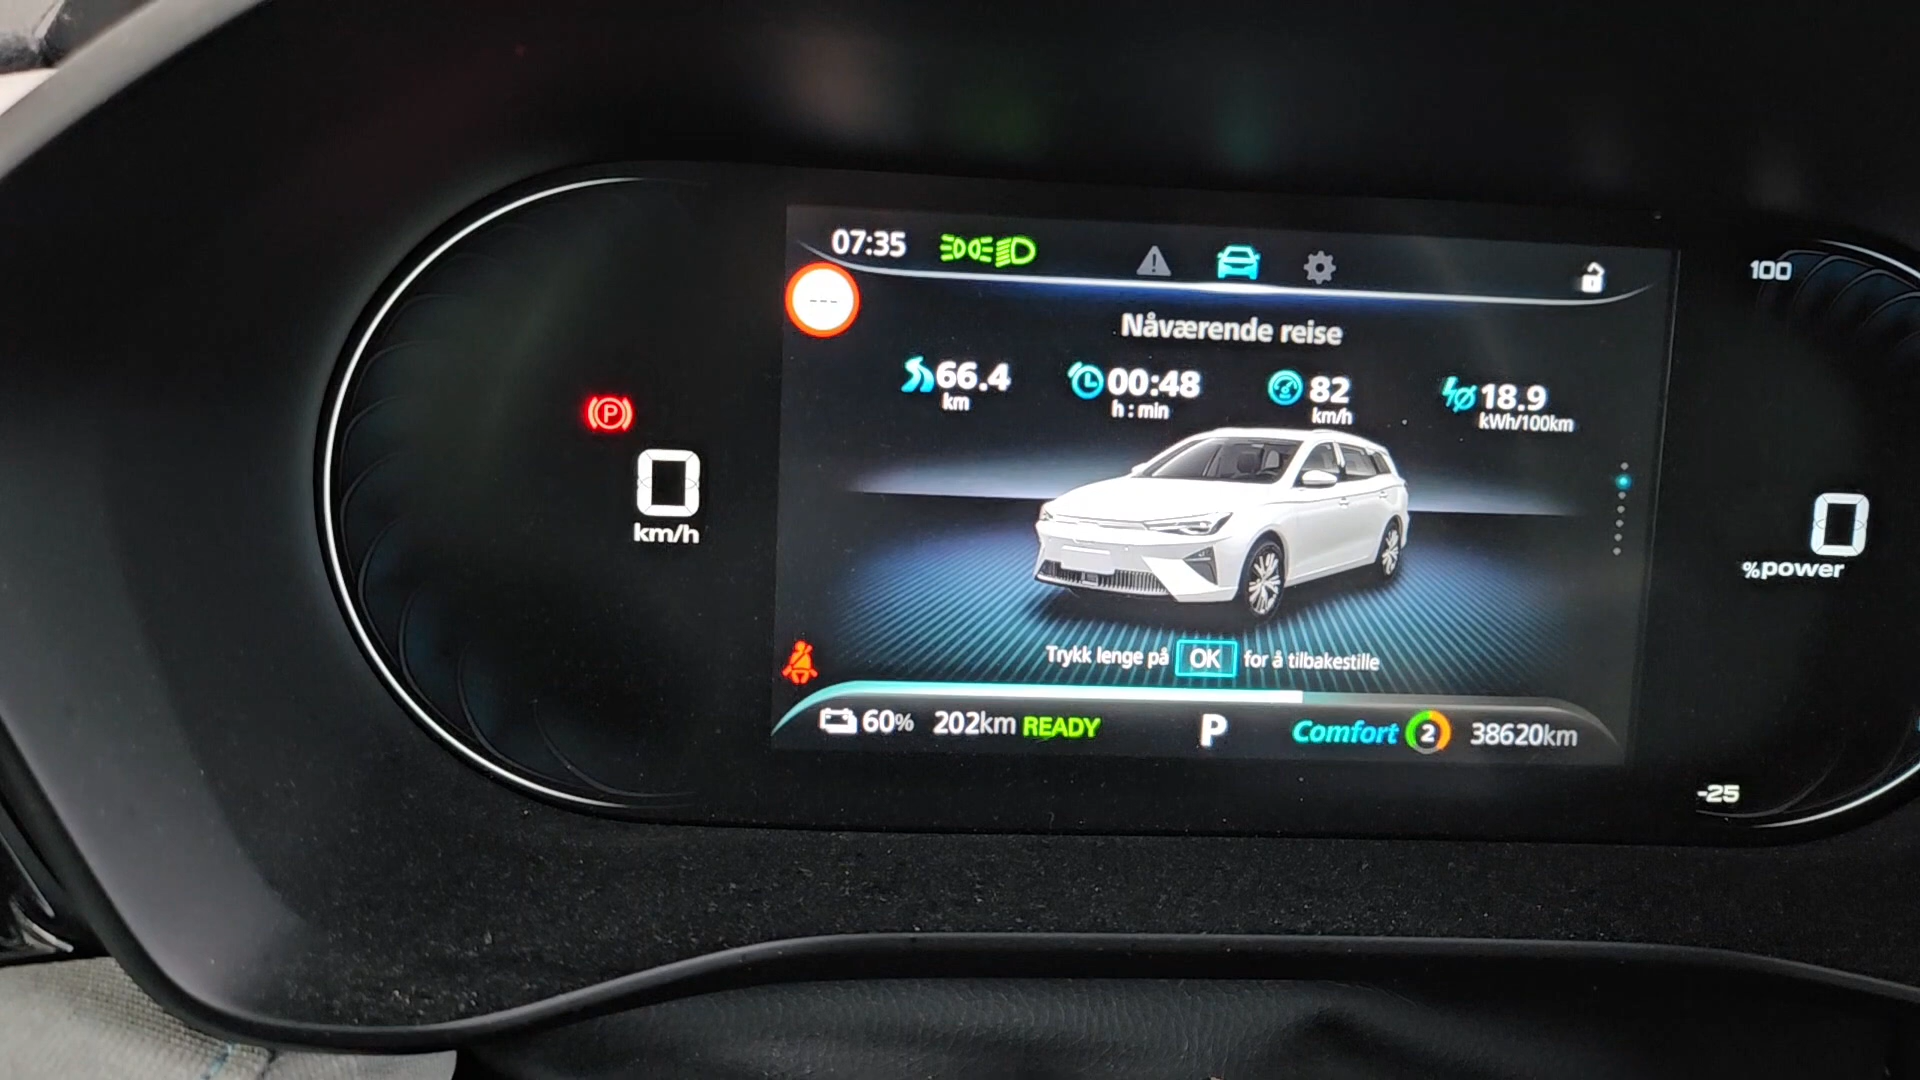 07:35
---
Nåværende reise
66.4 km
00:48 h : min
82 km/h
18.9 kWh/100km
P
0
km/h
100
0
%power
-25
Trykk lenge på OK for å tilbakestille
60% 202km READY P Comfort 2 38620km